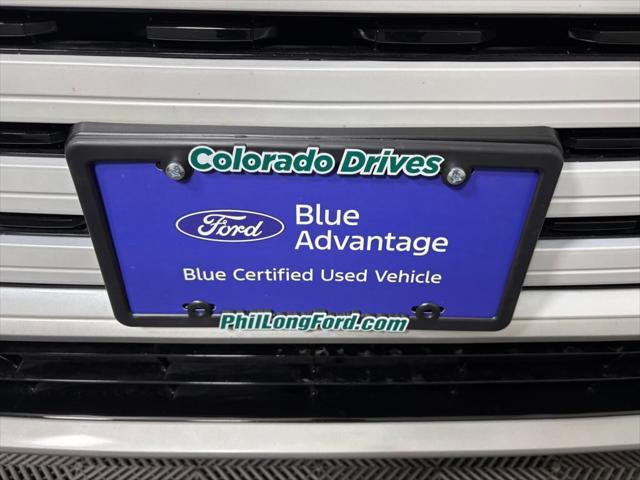 Colorado Drives
Ford
Blue
Advantage
Blue Certified Used Vehicle
PhilLongFord.com